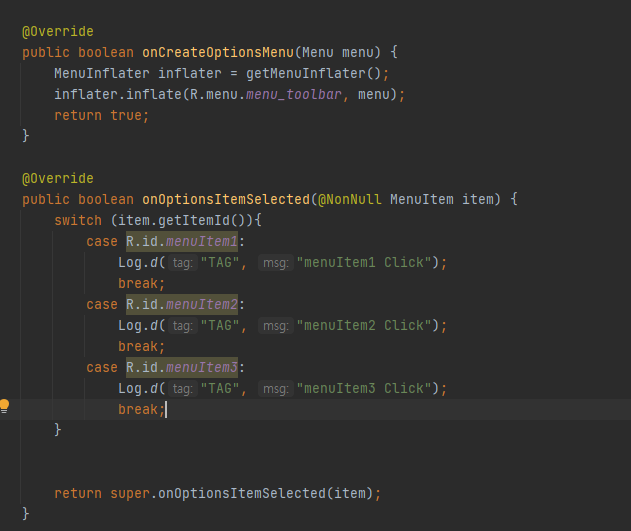 @Override
public boolean onCreateOptionsMenu(Menu menu) {
MenuInflater inflater = getMenuInflater();
inflater.inflate(R.menu.menu_toolbar, menu);
return true;
}
@Override
public boolean onOptionsItemSelected(@NonNull MenuItem item) {
switch (item.getItemId()){
case R.id.menuItem1:
Log.d( tag: "TAG", msg: "menuItem1 Click");
break;
case R.id.menuItem2:
Log.d( tag: "TAG", msg: "menuItem2 Click");
break;
case R.id.menuItem3:
Log.d( tag: "TAG", msg: "menuItem3 Click");
break;
}
return super.onOptionsItemSelected(item);
}